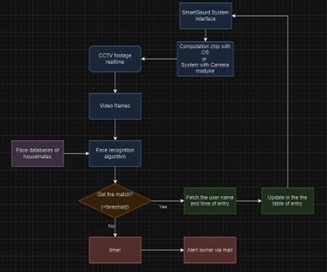 SmartGaurd System
Interface
Computation chip with
OS
or
System with Camera
module
CCTV footage
realtime
Video frames
Face databases of
housemates
Face recognition
algorithm
Got the match?
(>threshold)
Yes
No
Fetch the user name
and time of entry
Update in the the
table of entry.
timer
Alert owner via mail